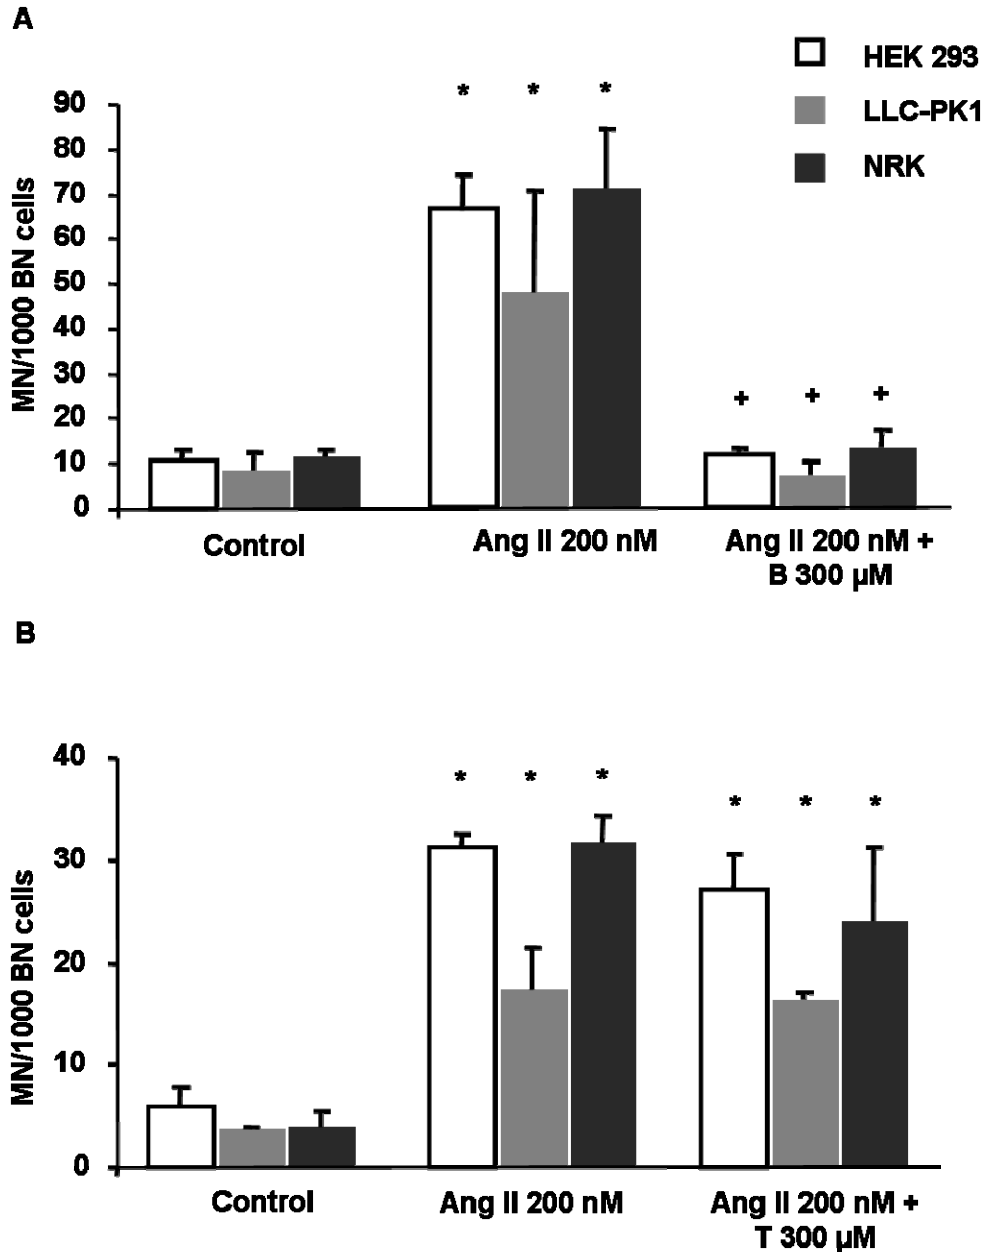 A
HEK 293
LLC-PK1
NRK
* * *
MN/1000 BN cells
90
80
70
60
50
40
30
20
10
0
+ + +
Control
Ang II 200 nM
Ang II 200 nM +
B 300 µM
B
MN/1000 BN cells
40
30
20
10
0
* * *
* * *
Control
Ang II 200 nM
Ang II 200 nM +
T 300 µM